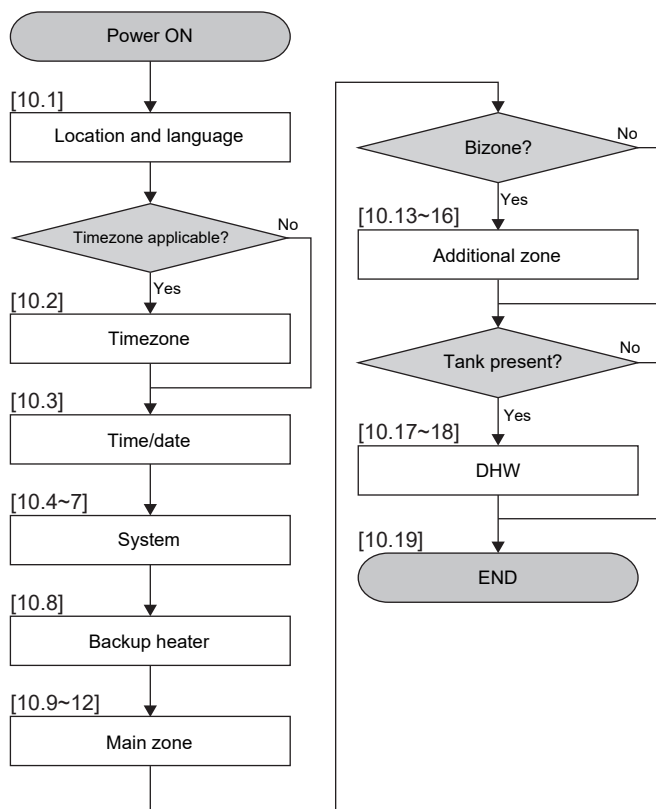 Power ON
[10.1]
Location and language
Timezone applicable?
No
Yes
[10.2]
Timezone
[10.3]
Time/date
[10.4~7]
System
[10.8]
Backup heater
[10.9~12]
Main zone
Bizone?
No
Yes
[10.13~16]
Additional zone
Tank present?
No
Yes
[10.17~18]
DHW
[10.19]
END